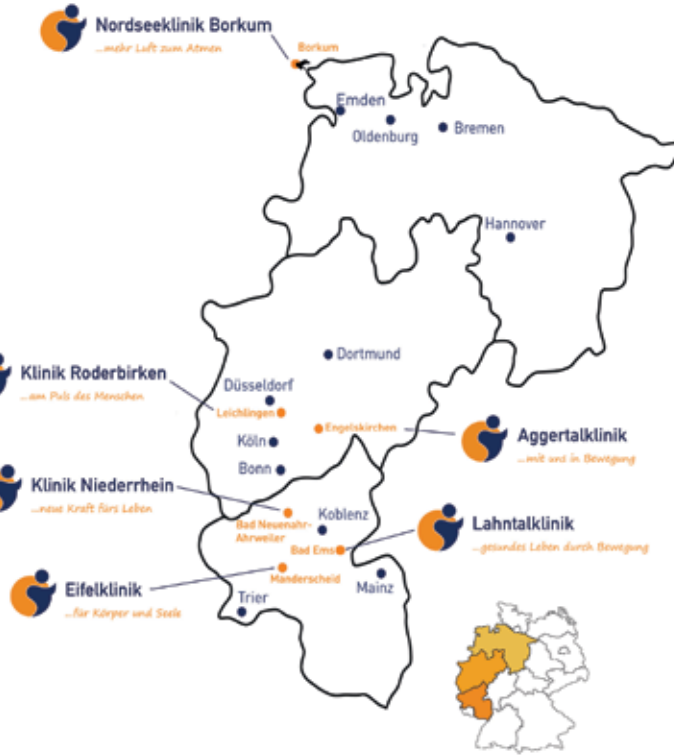 Nordseeklinik Borkum
...mehr Luft zum Atmen
Borkum
Emden
Oldenburg
Bremen
Hannover
Dortmund
Klinik Roderbirken
...am Puls des Menschen
Düsseldorf
Leichlingen
Engelskirchen
Aggertalklinik
...mit uns in Bewegung
Köln
Bonn
Klinik Niederrhein
...neue Kraft fürs Leben
Bad Neuenahr-
Ahrweiler
Koblenz
Lahntalklinik
...gesundes Leben durch Bewegung
Bad Ems
Eifelklinik
...für Körper und Seele
Manderscheid
Mainz
Trier